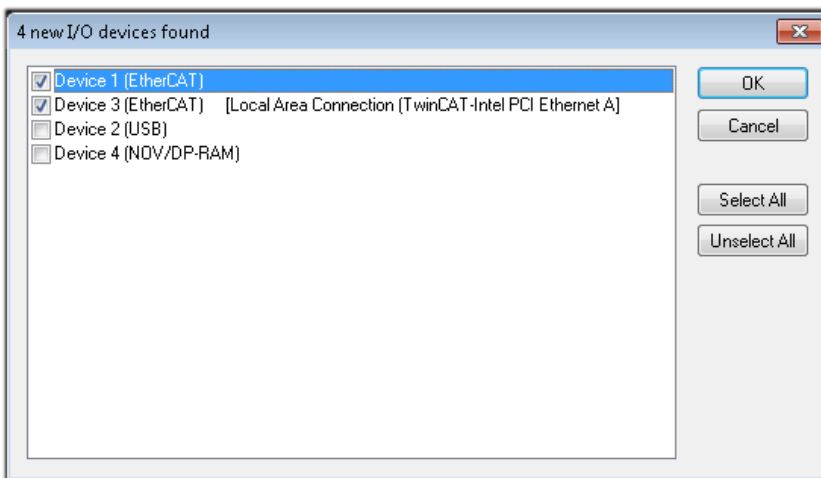 4 new I/O devices found
Device 1 (EtherCAT)
Device 3 (EtherCAT) [Local Area Connection (TwinCAT-Intel PCI Ethernet A]
Device 2 (USB)
Device 4 (NOV/DP-RAM)
OK
Cancel
Select All
Unselect All